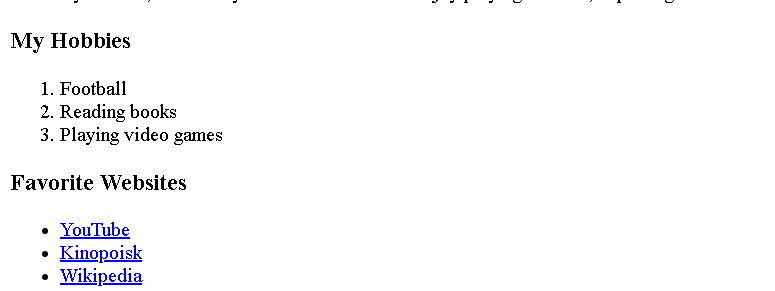 My Hobbies
1. Football
2. Reading books
3. Playing video games
Favorite Websites
• YouTube
• Kinopoisk
• Wikipedia